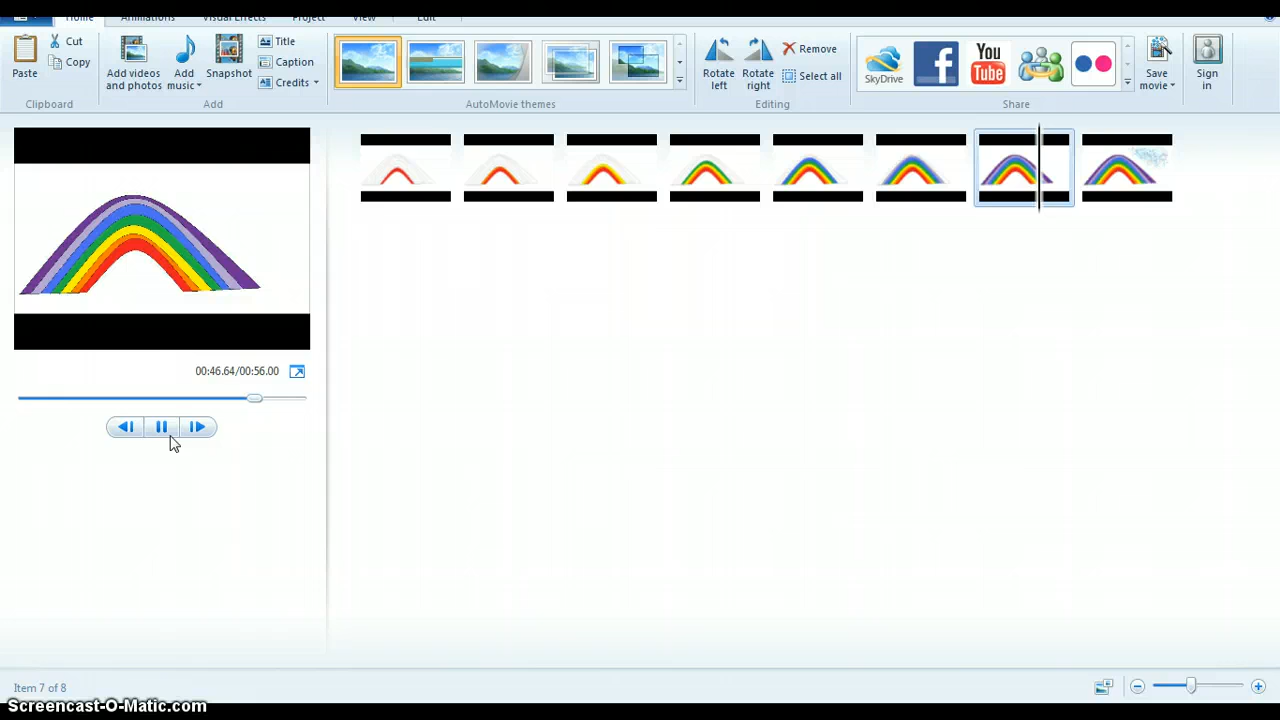 Home Animations Visual Effects Project View Edit
Cut
Copy
Paste
Clipboard
Add videos and photos
Add music
Snapshot
Title
Caption
Credits
Add
AutoMovie themes
Rotate left
Rotate right
Remove
Select all
Editing
SkyDrive
You Tube
Share
Save movie
Sign in
00:46.64/00:56.00
Item 7 of 8
Screencast-O-Matic.com